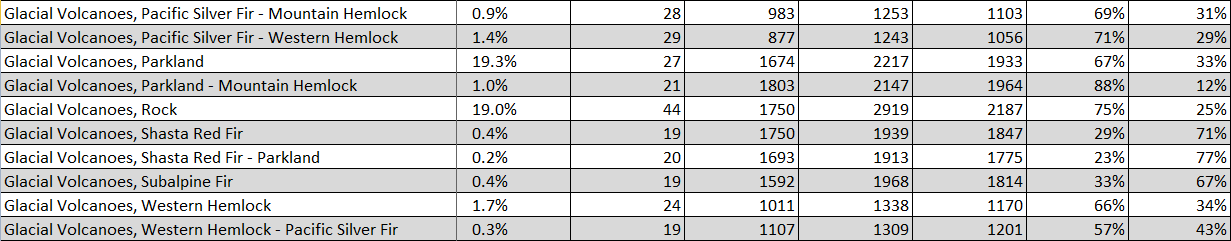 Glacial Volcanoes, Pacific Silver Fir - Mountain Hemlock 0.9% 28 983 1253 1103 69% 31%
Glacial Volcanoes, Pacific Silver Fir - Western Hemlock 1.4% 29 877 1243 1056 71% 29%
Glacial Volcanoes, Parkland 19.3% 27 1674 2217 1933 67% 33%
Glacial Volcanoes, Parkland - Mountain Hemlock 1.0% 21 1803 2147 1964 88% 12%
Glacial Volcanoes, Rock 19.0% 44 1750 2919 2187 75% 25%
Glacial Volcanoes, Shasta Red Fir 0.4% 19 1750 1939 1847 29% 71%
Glacial Volcanoes, Shasta Red Fir - Parkland 0.2% 20 1693 1913 1775 23% 77%
Glacial Volcanoes, Subalpine Fir 0.4% 19 1592 1968 1814 33% 67%
Glacial Volcanoes, Western Hemlock 1.7% 24 1011 1338 1170 66% 34%
Glacial Volcanoes, Western Hemlock - Pacific Silver Fir 0.3% 19 1107 1309 1201 57% 43%